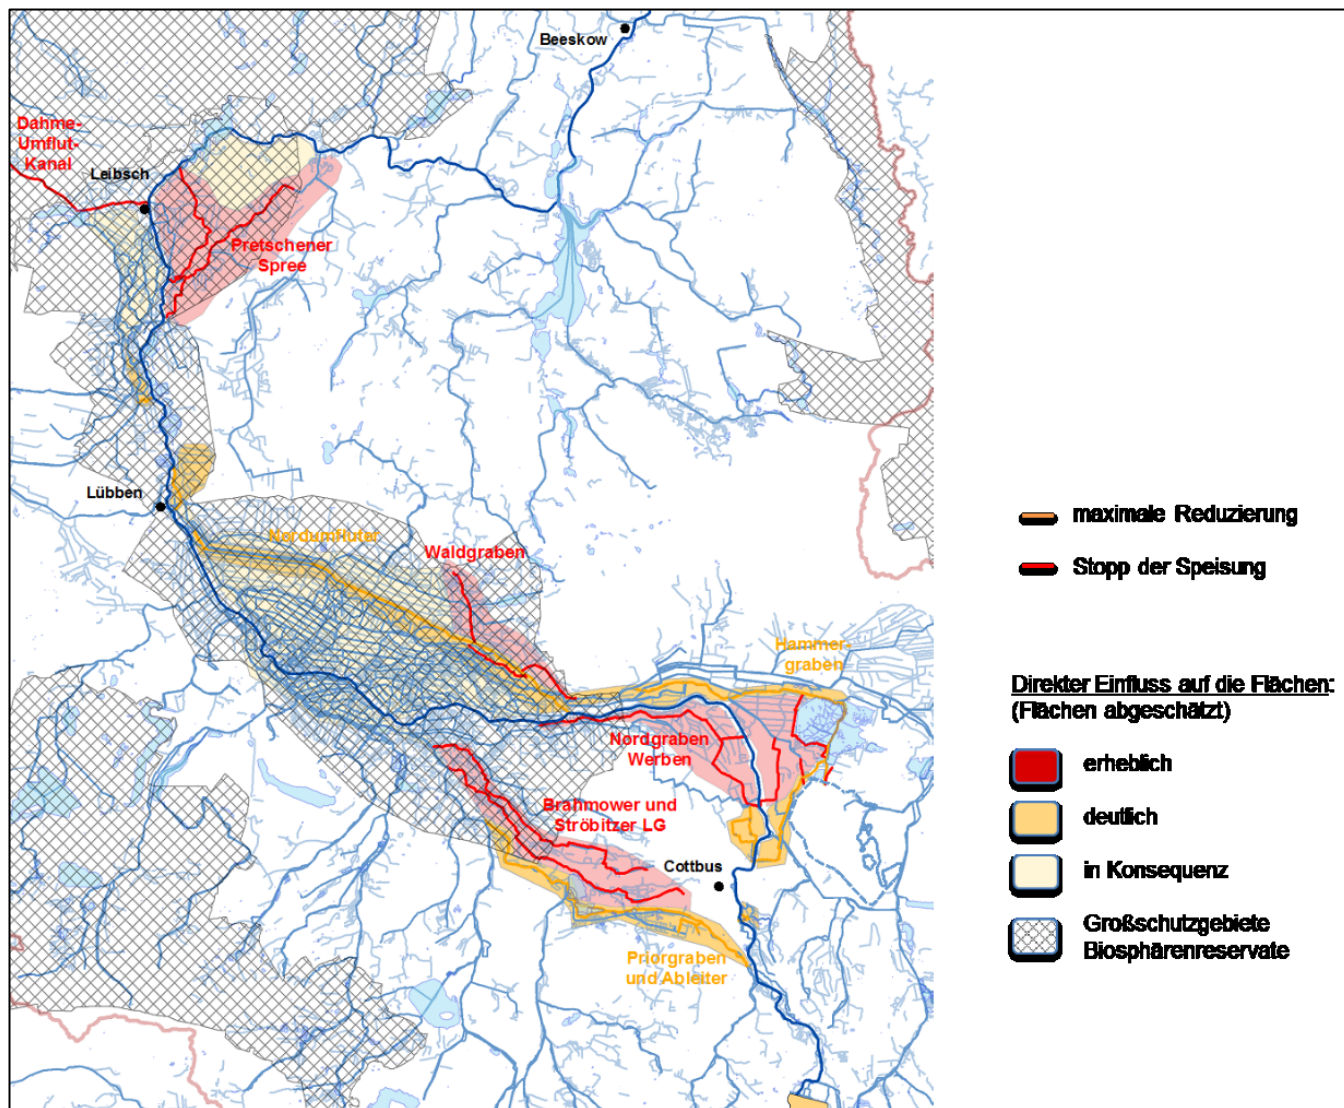 Beeskow
Dahme-
Umflut-
Kanal
Leibsch
Pretschener
Spree
Lübben
Nordumfluter
Waldgraben
Hammer-
graben
Nordgraben
Werben
Brahmower und
Ströbitzer LG
Cottbus
Priorgraben
und Ableiter
maximale Reduzierung
Stopp der Speisung
Direkter Einfluss auf die Flächen:
(Flächen abgeschätzt)
erheblich
deutlich
in Konsequenz
Großschutzgebiete
Biosphärenreservate